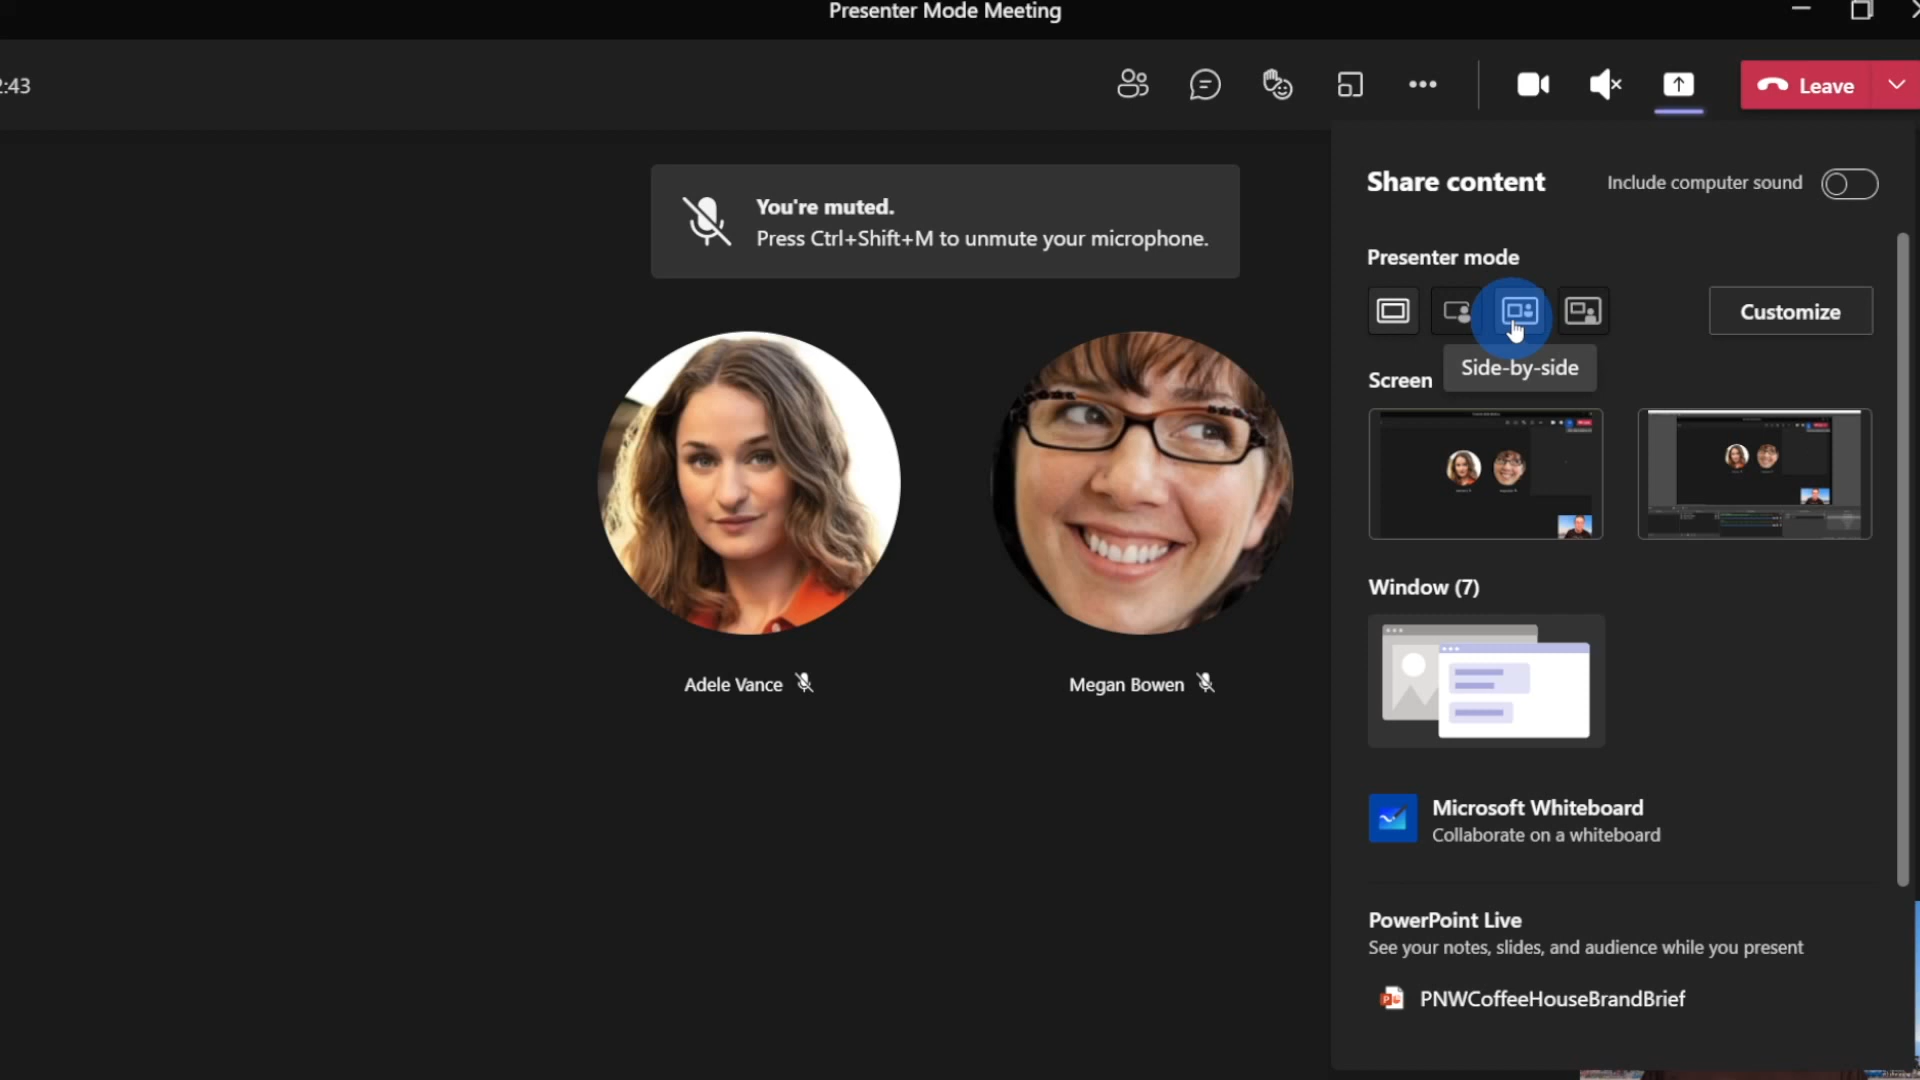 Presenter Mode Meeting
2:43
Leave
Share content
Include computer sound
You're muted.
Press Ctrl+Shift+M to unmute your microphone.
Presenter mode
Customize
Side-by-side
Screen
Window (7)
Adele Vance
Megan Bowen
Microsoft Whiteboard
Collaborate on a whiteboard
PowerPoint Live
See your notes, slides, and audience while you present
PNWCoffeeHouseBrandBrief